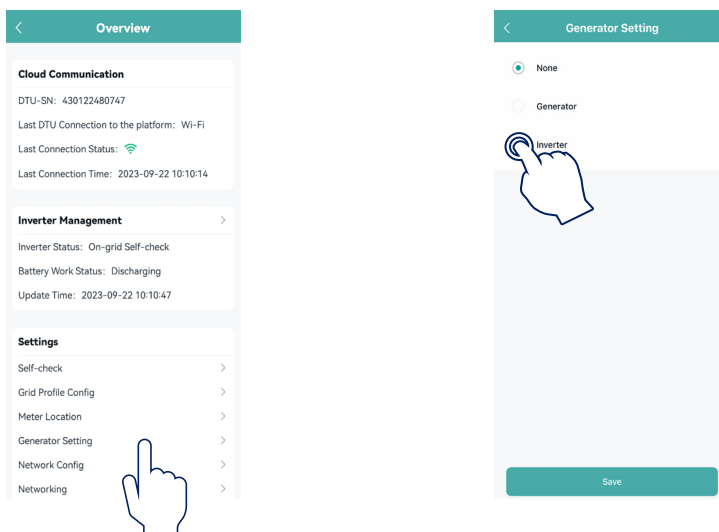 Overview
Cloud Communication
DTU-SN: 430122480747
Last DTU Connection to the platform: Wi-Fi
Last Connection Status:
Last Connection Time: 2023-09-22 10:10:14
Inverter Management
Inverter Status: On-grid Self-check
Battery Work Status: Discharging
Update Time: 2023-09-22 10:10:47
Settings
Self-check
Grid Profile Config
Meter Location
Generator Setting
Network Config
Networking
Generator Setting
None
Generator
Inverter
Save